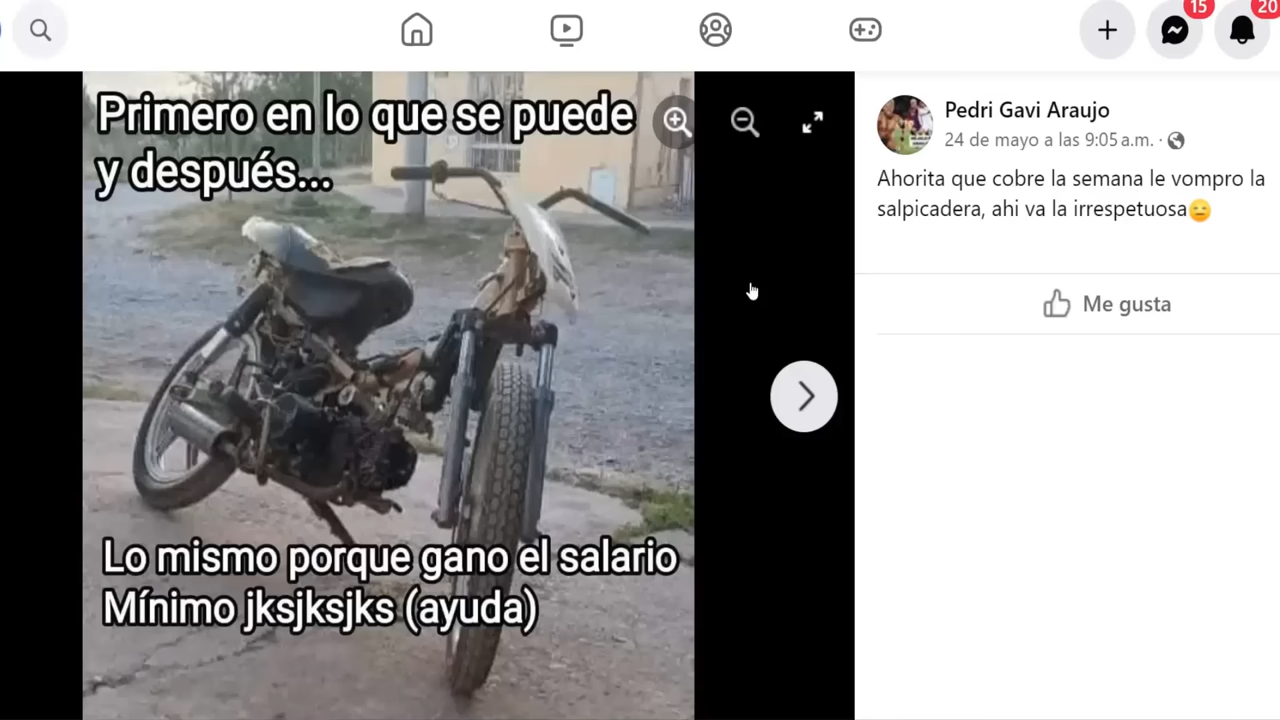 15
20
Primero en lo que se puede
y después...
Lo mismo porque gano el salario
Mínimo jksjksjks (ayuda)
Pedri Gavi Araujo
24 de mayo a las 9:05 a.m. ·
Ahorita que cobre la semana le vompro la
salpicadera, ahi va la irrespetuosa😑
Me gusta